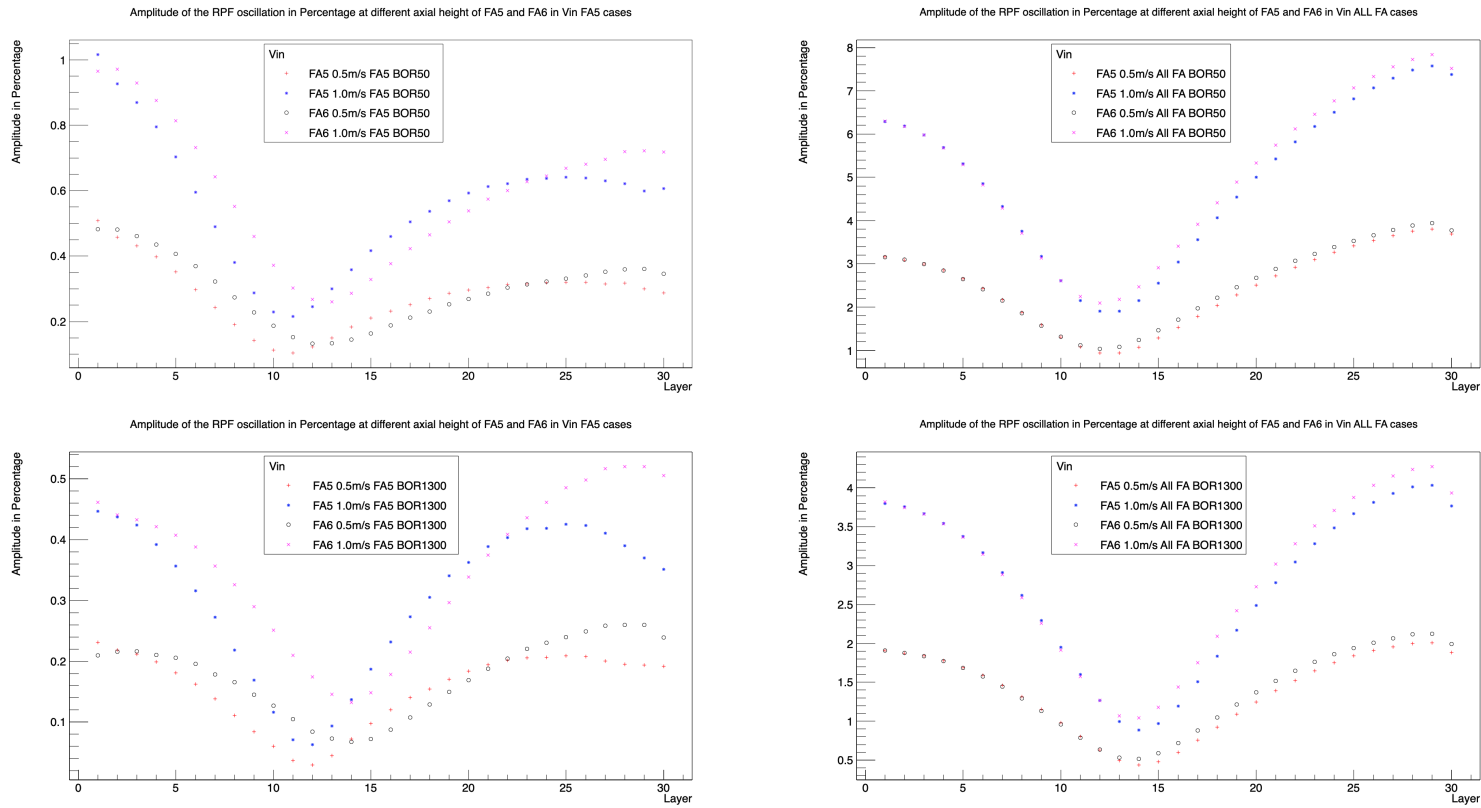 Amplitude of the RPF oscillation in Percentage at different axial height of FA5 and FA6 in Vin FA5 cases
Amplitude in Percentage
1
0.8
0.6
0.4
0.2
Vin
FA5 0.5m/s FA5 BOR50
FA5 1.0m/s FA5 BOR50
FA6 0.5m/s FA5 BOR50
FA6 1.0m/s FA5 BOR50
0 5 10 15 20 25 30
Layer
Amplitude of the RPF oscillation in Percentage at different axial height of FA5 and FA6 in Vin ALL FA cases
Amplitude in Percentage
8
7
6
5
4
3
2
1
Vin
FA5 0.5m/s All FA BOR50
FA5 1.0m/s All FA BOR50
FA6 0.5m/s All FA BOR50
FA6 1.0m/s All FA BOR50
0 5 10 15 20 25 30
Layer
Amplitude of the RPF oscillation in Percentage at different axial height of FA5 and FA6 in Vin FA5 cases
Amplitude in Percentage
0.5
0.4
0.3
0.2
0.1
Vin
FA5 0.5m/s FA5 BOR1300
FA5 1.0m/s FA5 BOR1300
FA6 0.5m/s FA5 BOR1300
FA6 1.0m/s FA5 BOR1300
0 5 10 15 20 25 30
Layer
Amplitude of the RPF oscillation in Percentage at different axial height of FA5 and FA6 in Vin ALL FA cases
Amplitude in Percentage
4
3.5
3
2.5
2
1.5
1
0.5
Vin
FA5 0.5m/s All FA BOR1300
FA5 1.0m/s All FA BOR1300
FA6 0.5m/s All FA BOR1300
FA6 1.0m/s All FA BOR1300
0 5 10 15 20 25 30
Layer